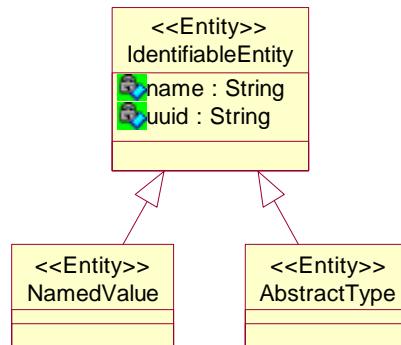 <<Entity>>
IdentifiableEntity
name : String
uuid : String
<<Entity>>
NamedValue
<<Entity>>
AbstractType